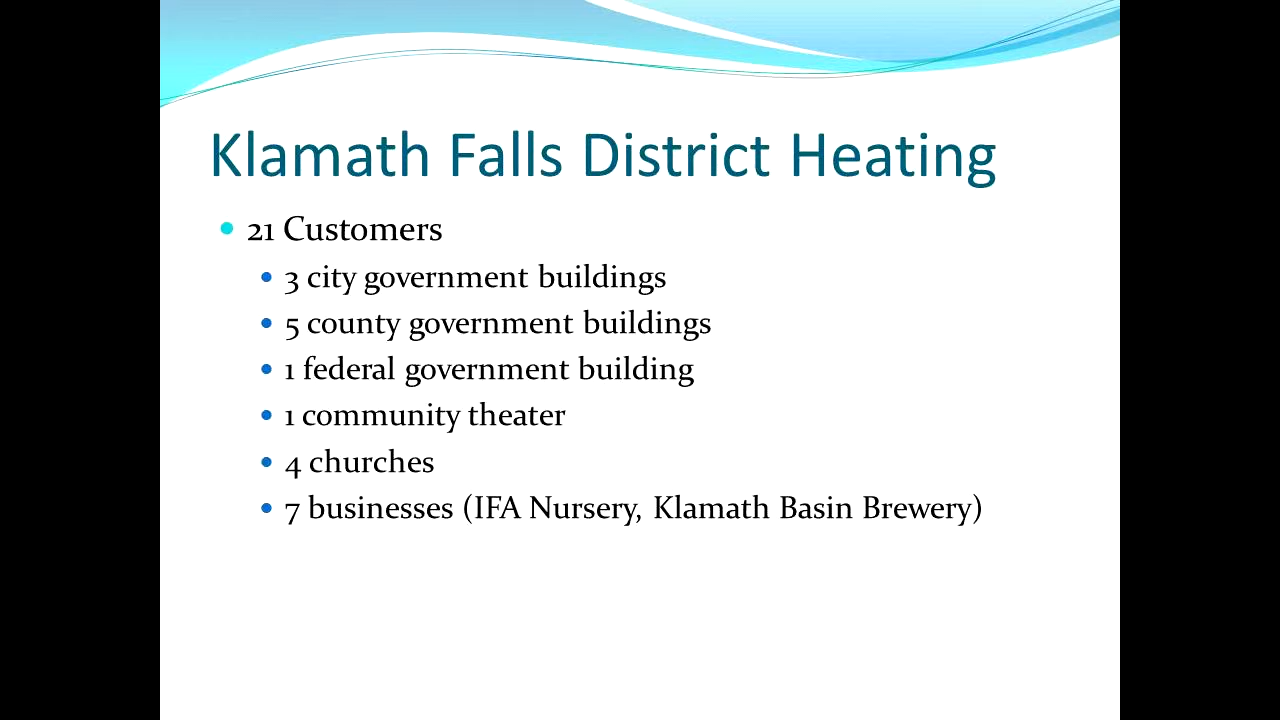 Klamath Falls District Heating
21 Customers
3 city government buildings
5 county government buildings
1 federal government building
1 community theater
4 churches
7 businesses (IFA Nursery, Klamath Basin Brewery)